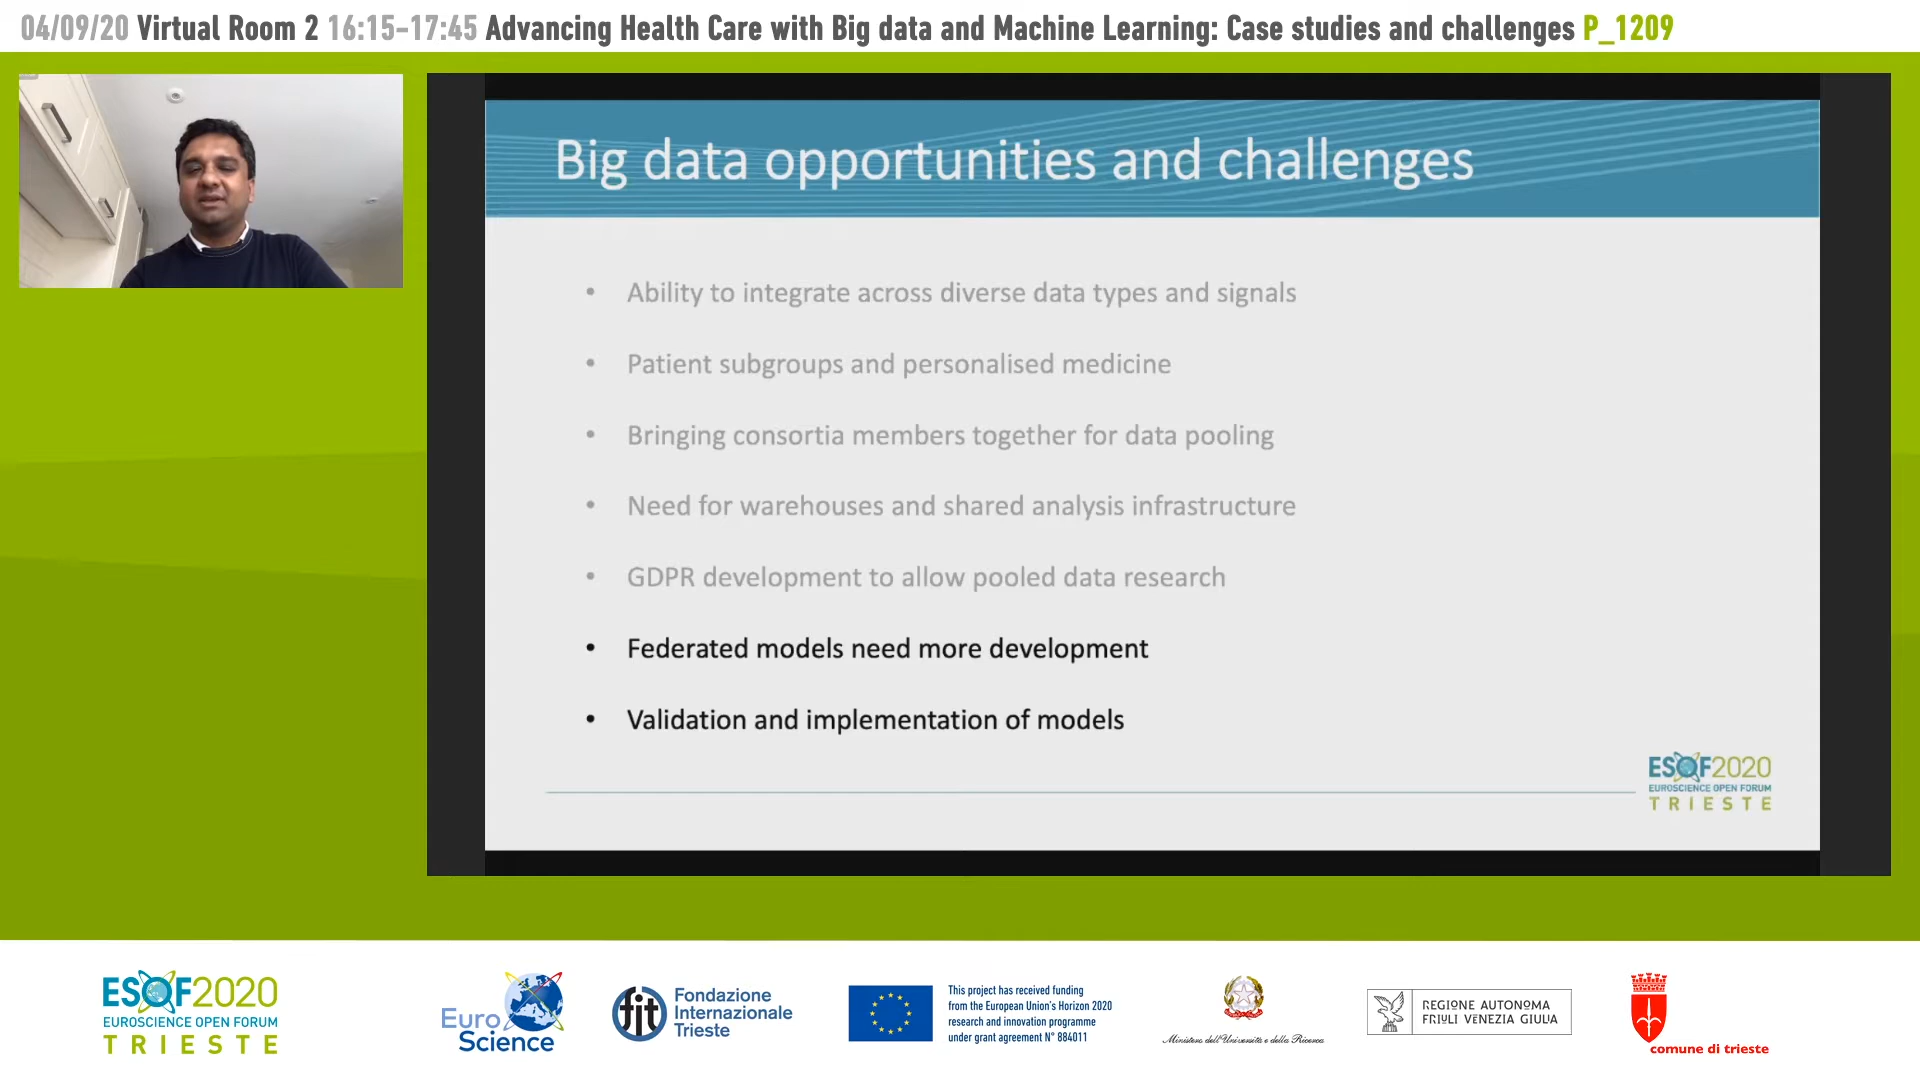 04/09/20 Virtual Room 2 16:15-17:45 Advancing Health Care with Big data and Machine Learning: Case studies and challenges P_1209
Big data opportunities and challenges
• Ability to integrate across diverse data types and signals
• Patient subgroups and personalised medicine
• Bringing consortia members together for data pooling
• Need for warehouses and shared analysis infrastructure
• GDPR development to allow pooled data research
• Federated models need more development
• Validation and implementation of models
ESOF2020
EUROSCIENCE OPEN FORUM
TRIESTE
ESOF2020
EUROSCIENCE OPEN FORUM
TRIESTE
Euro
Science
fit
Fondazione
Internazionale
Trieste
This project has received funding
from the European Union's Horizon 2020
research and innovation programme
under grant agreement N° 884011
Ministero dell'Università e della Ricerca
REGIONE AUTONOMA
FRIULI VENEZIA GIULIA
comune di trieste